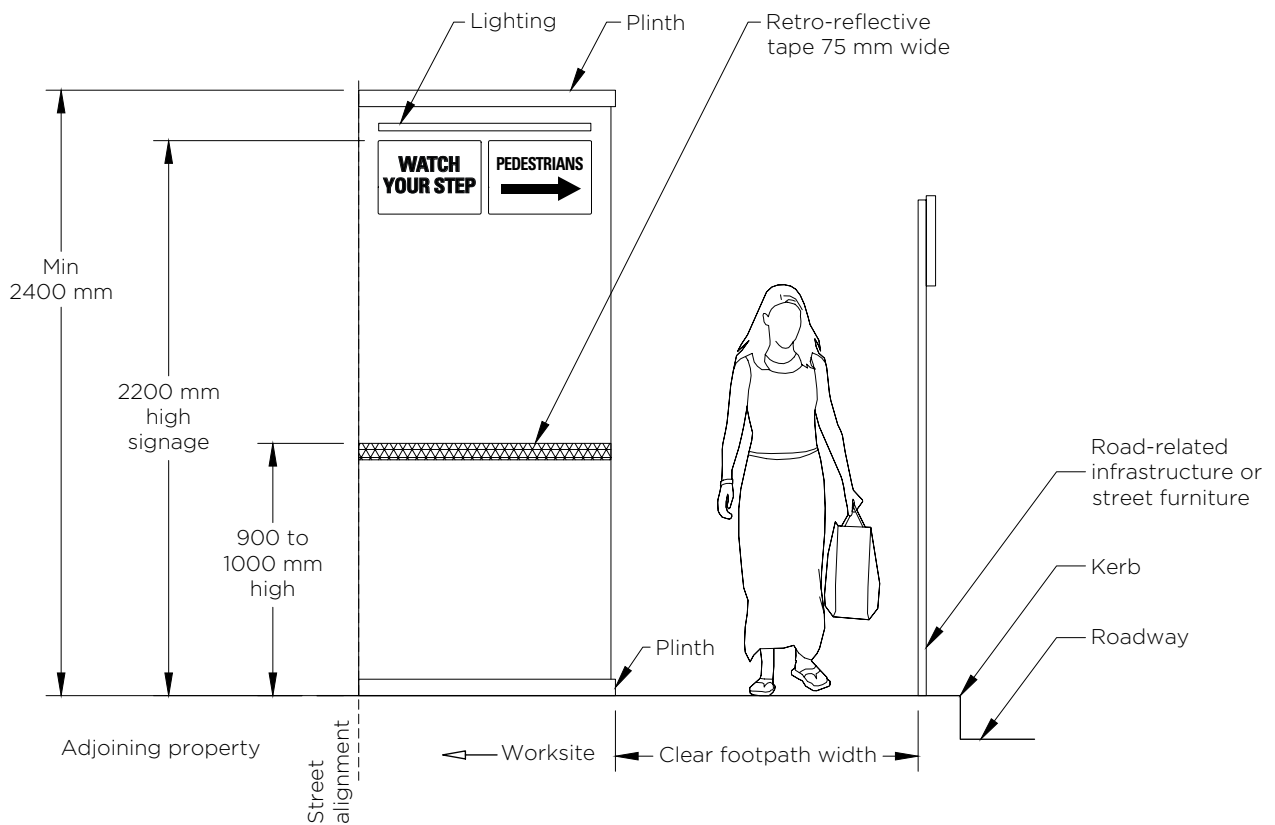 Lighting
Plinth
Retro-reflective
tape 75 mm wide
WATCH
YOUR STEP
PEDESTRIANS
Min
2400 mm
2200 mm
high
signage
900 to
1000 mm
high
Road-related
infrastructure or
street furniture
Kerb
Roadway
Plinth
Adjoining property
Street
alignment
Worksite
Clear footpath width